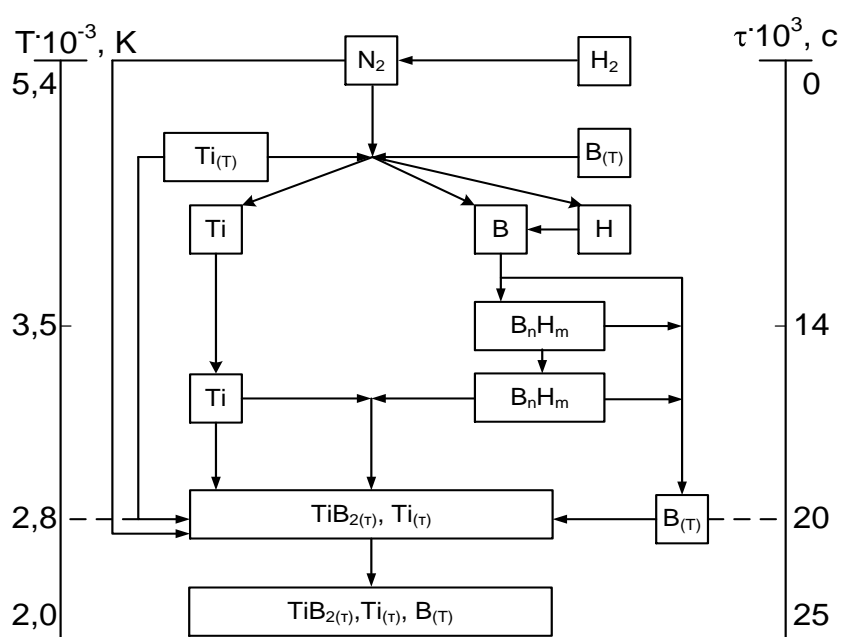 T·10⁻³, K
τ·10³, с
5,4
N₂
H₂
0
Ti₍T₎
B₍T₎
Ti
B
H
3,5
BₙHₘ
14
Ti
BₙHₘ
2,8
TiB₂₍τ₎, Ti₍τ₎
B₍T₎
20
2,0
TiB₂₍τ₎,Ti₍τ₎, B₍T₎
25